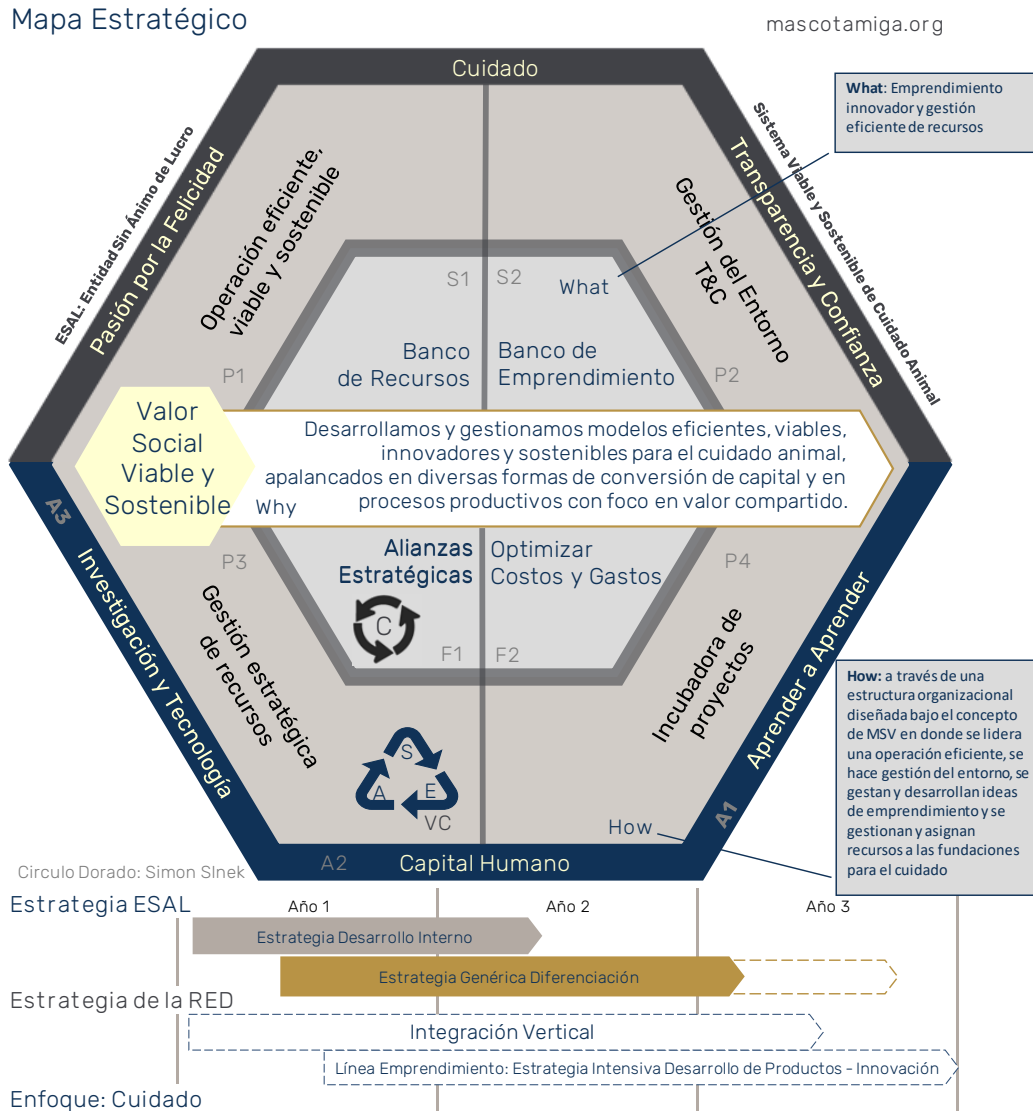 Mapa Estratégico
mascotamiga.org
Cuidado
What: Emprendimiento
innovador y gestión
eficiente de recursos
ESAL: Entidad Sin Ánimo de Lucro
Pasión por la Felicidad
Operación eficiente,
viable y sostenible
Gestión del Entorno
T&C
Transparencia y Confianza
Sistema Viable y Sostenible de Cuidado Animal
S1
S2
What
Banco
de Recursos
Banco de
Emprendimiento
P1
P2
Valor
Social
Viable y
Sostenible
Desarrollamos y gestionamos modelos eficientes, viables,
innovadores y sostenibles para el cuidado animal,
apalancados en diversas formas de conversión de capital y en
procesos productivos con foco en valor compartido.
Why
A3
Investigación y Tecnología
P3
Gestión estratégica
de recursos
Alianzas
Estratégicas
C
F1
Optimizar
Costos y Gastos
F2
P4
Incubadora de
proyectos
Aprender a Aprender
A1
S
A
E
VC
How
How: a través de una
estructura organizacional
diseñada bajo el concepto
de MSV en donde se lidera
una operación eficiente, se
hace gestión del entorno, se
gestan y desarrollan ideas
de emprendimiento y se
gestionan y asignan
recursos a las fundaciones
para el cuidado
A2
Capital Humano
Circulo Dorado: Simon SInek
Estrategia ESAL
Año 1
Año 2
Año 3
Estrategia Desarrollo Interno
Estrategia Genérica Diferenciación
Estrategia de la RED
Integración Vertical
Línea Emprendimiento: Estrategia Intensiva Desarrollo de Productos - Innovación
Enfoque: Cuidado